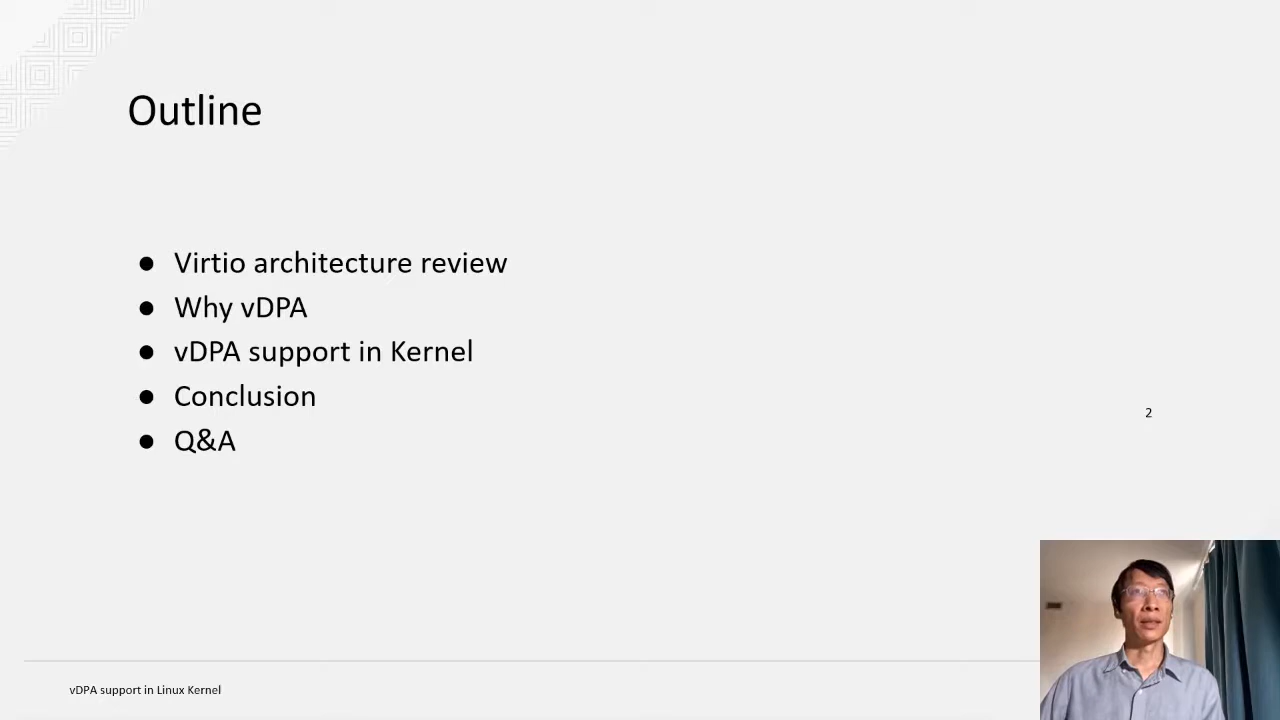 Outline
● Virtio architecture review
● Why vDPA
● vDPA support in Kernel
● Conclusion
● Q&A
2
vDPA support in Linux Kernel